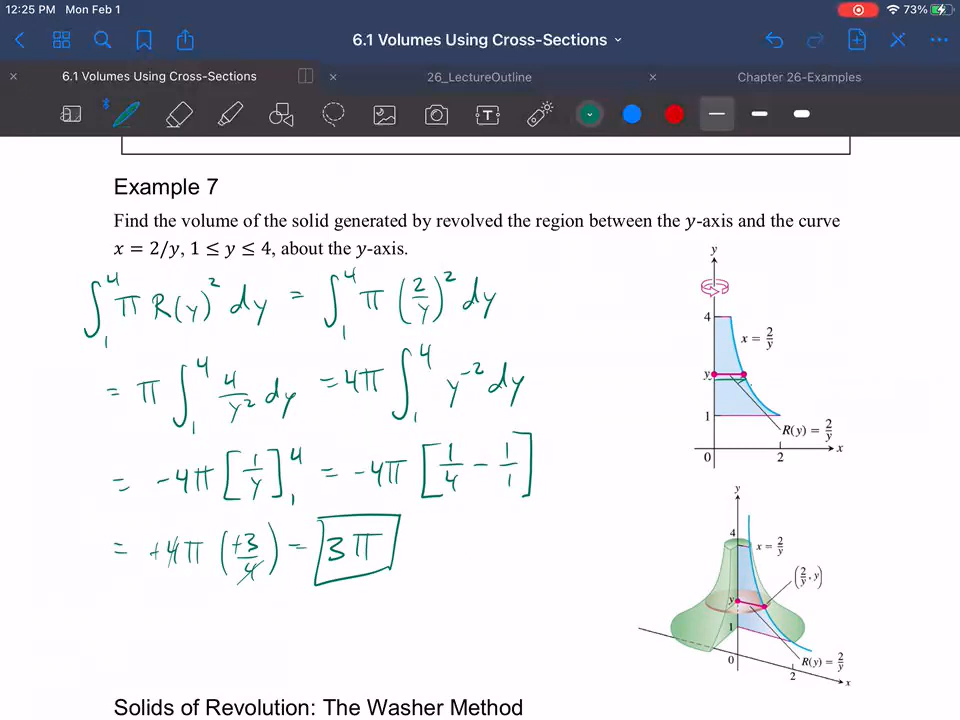 12:25 PM Mon Feb 1
73%
6.1 Volumes Using Cross-Sections
6.1 Volumes Using Cross-Sections
26_LectureOutline
Chapter 26-Examples
Example 7
Find the volume of the solid generated by revolved the region between the y-axis and the curve
x = 2/y, 1 ≤ y ≤ 4, about the y-axis.
∫₁⁴ π R(y)² dy = ∫₁⁴ π (2/y)² dy
= π ∫₁⁴ 4/y² dy = 4π ∫₁⁴ y⁻² dy
= -4π [1/y]₁⁴ = -4π [1/4 - 1/1]
= +4π (+3/4) = 3π
y
4
x = 2/y
y
1
R(y) = 2/y
0
2
x
y
4
x = 2/y
(2/y, y)
y
1
0
R(y) = 2/y
2
x
Solids of Revolution: The Washer Method